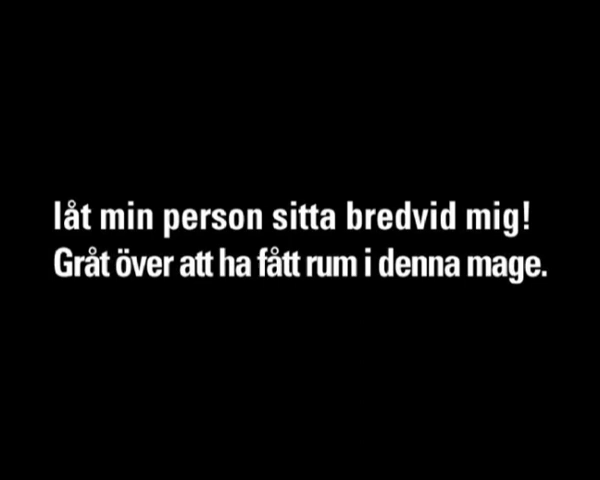 låt min person sitta bredvid mig!
Gråt över att ha fått rum i denna mage.